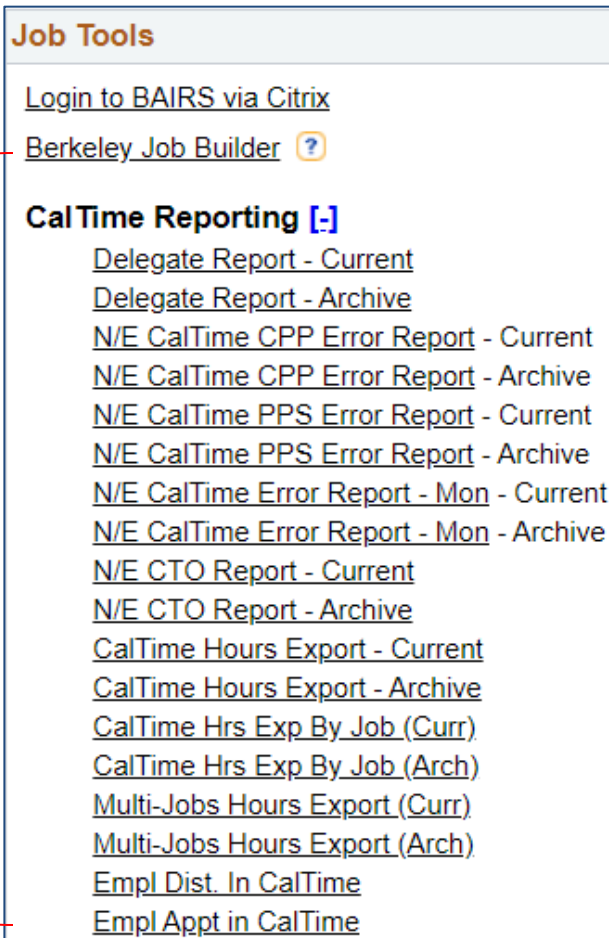 Job Tools
Login to BAIRS via Citrix
Berkeley Job Builder ?
CalTime Reporting [-]
Delegate Report - Current
Delegate Report - Archive
N/E CalTime CPP Error Report - Current
N/E CalTime CPP Error Report - Archive
N/E CalTime PPS Error Report - Current
N/E CalTime PPS Error Report - Archive
N/E CalTime Error Report - Mon - Current
N/E CalTime Error Report - Mon - Archive
N/E CTO Report - Current
N/E CTO Report - Archive
CalTime Hours Export - Current
CalTime Hours Export - Archive
CalTime Hrs Exp By Job (Curr)
CalTime Hrs Exp By Job (Arch)
Multi-Jobs Hours Export (Curr)
Multi-Jobs Hours Export (Arch)
Empl Dist. In CalTime
Empl Appt in CalTime